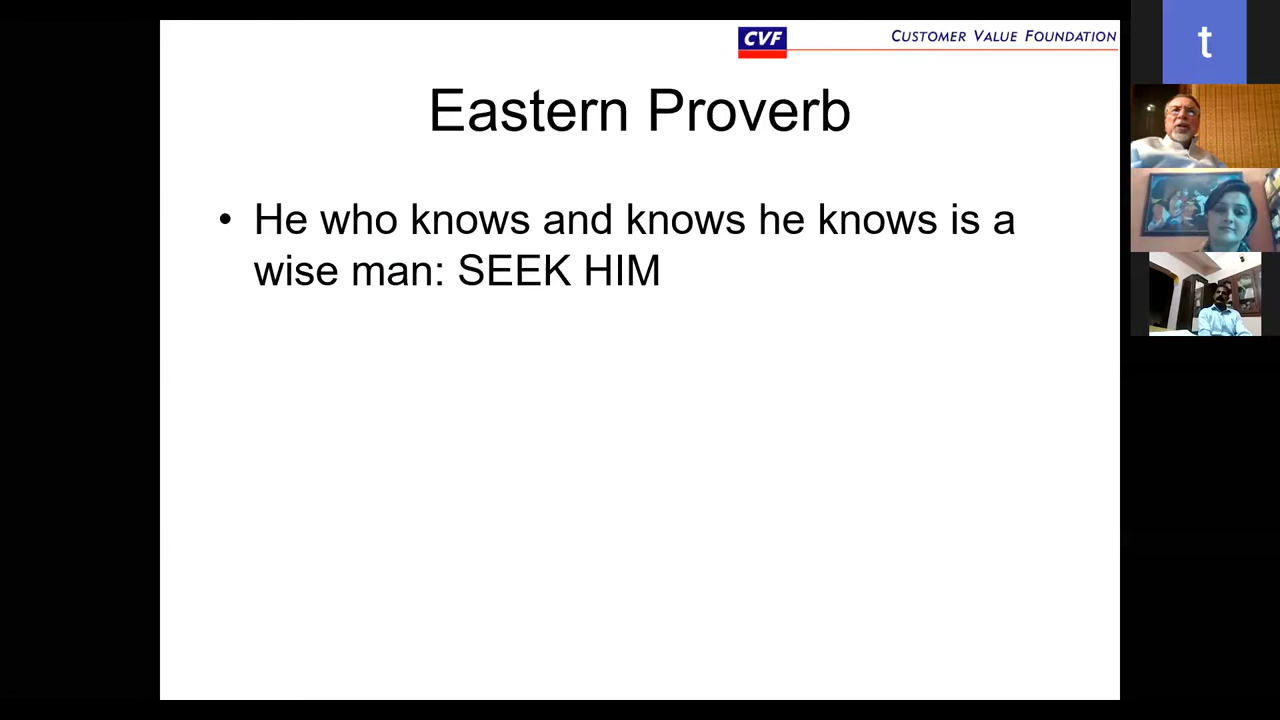 CVF
CUSTOMER VALUE FOUNDATION
t
Eastern Proverb
• He who knows and knows he knows is a
wise man: SEEK HIM